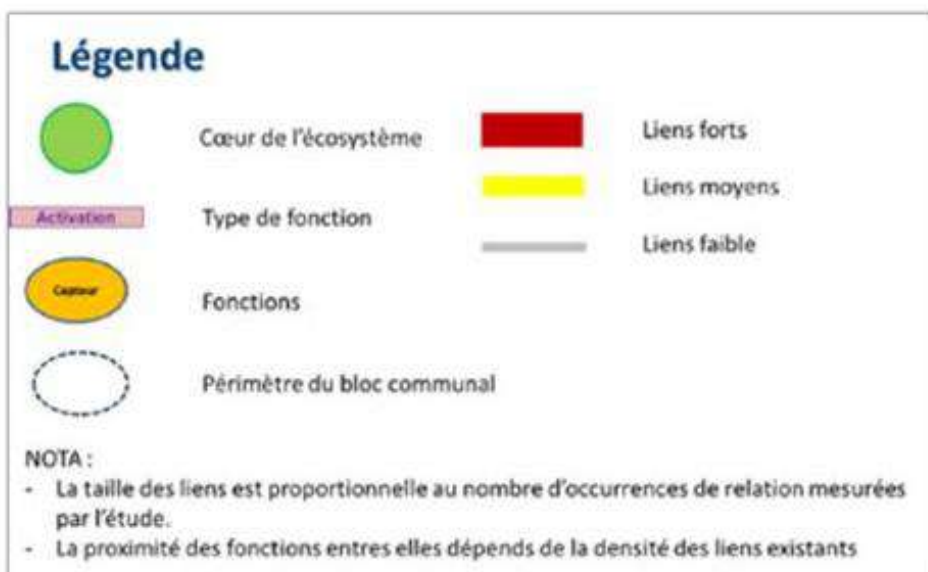 Légende
Cœur de l'écosystème
Liens forts
Liens moyens
Activation
Type de fonction
Liens faible
Capteur
Fonctions
Périmètre du bloc communal
NOTA :
- La taille des liens est proportionnelle au nombre d'occurrences de relation mesurées
par l'étude.
- La proximité des fonctions entres elles dépends de la densité des liens existants